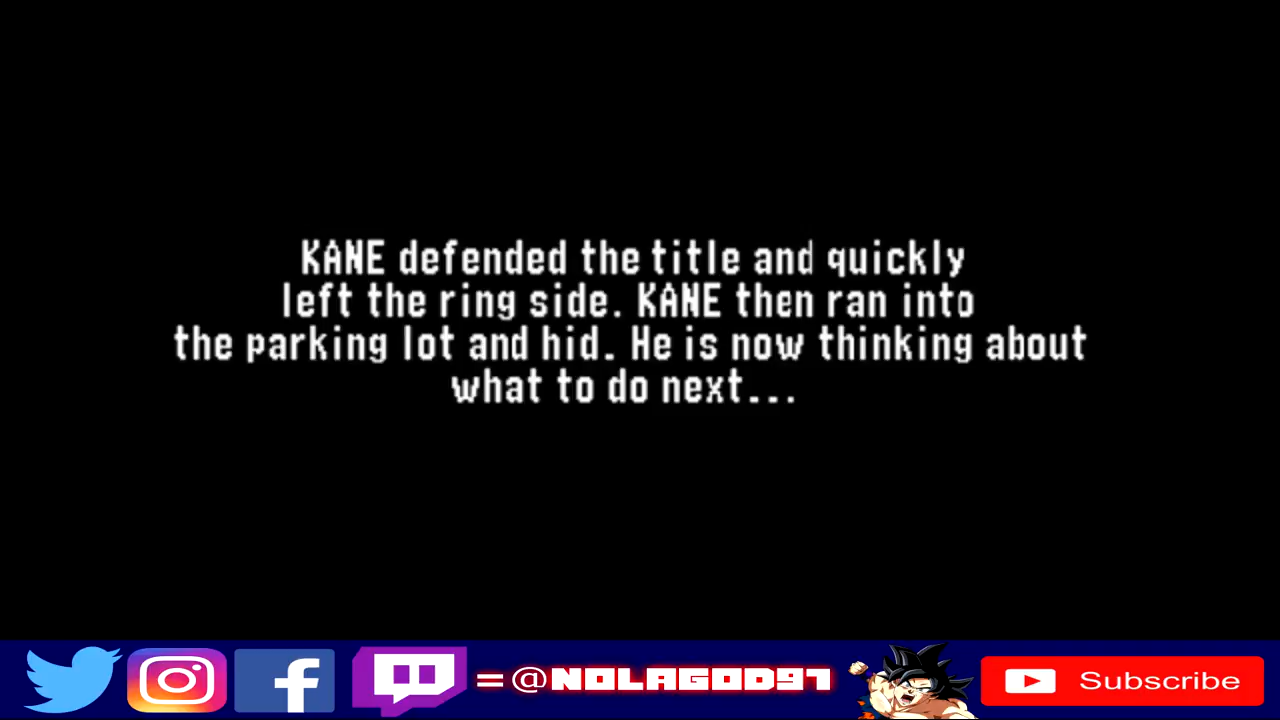 KANE defended the title and quickly
left the ring side. KANE then ran into
the parking lot and hid. He is now thinking about
what to do next...
=@NOLAGOD97
Subscribe